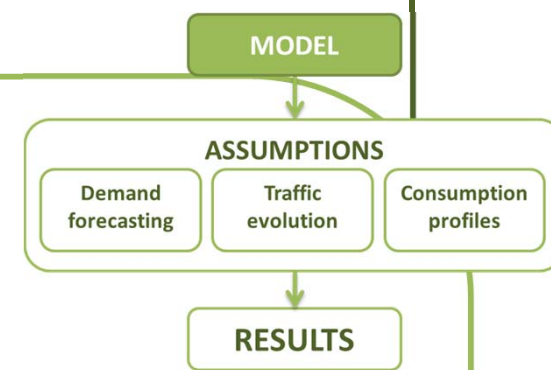 MODEL
ASSUMPTIONS
Demand
forecasting
Traffic
evolution
Consumption
profiles
RESULTS